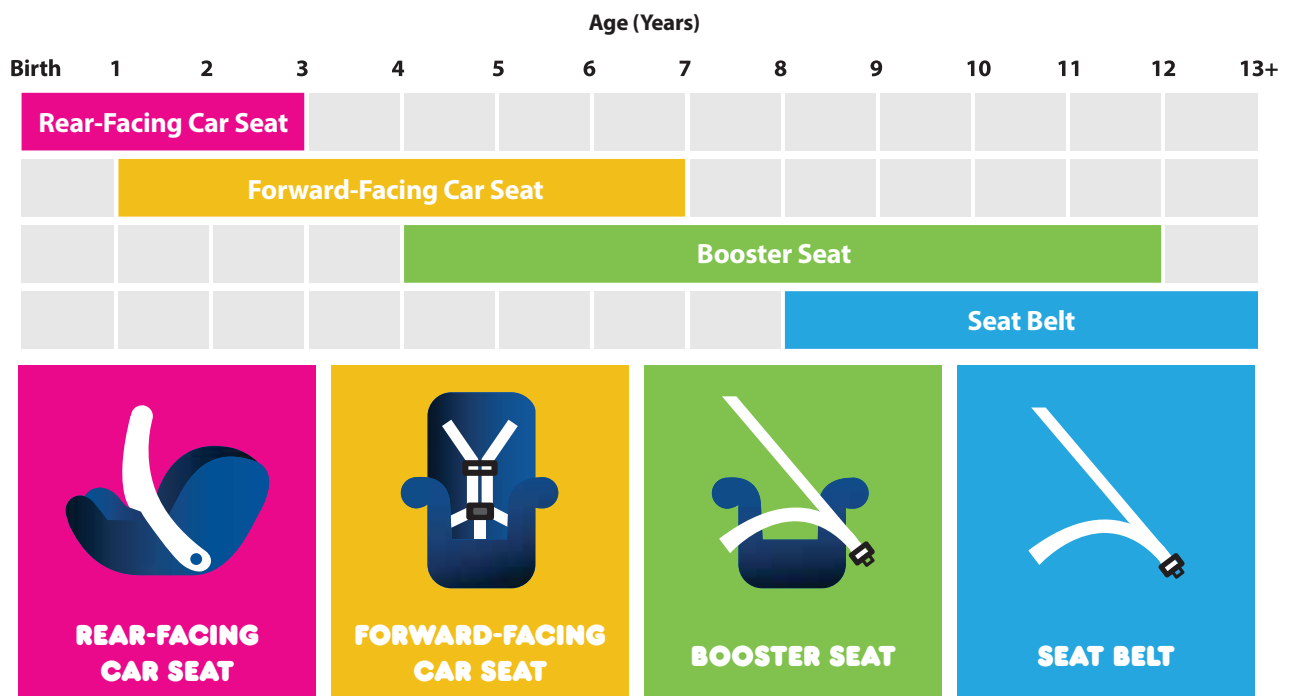 Age (Years)
Birth 1 2 3 4 5 6 7 8 9 10 11 12 13+
Rear-Facing Car Seat
Forward-Facing Car Seat
Booster Seat
Seat Belt
REAR-FACING
CAR SEAT
FORWARD-FACING
CAR SEAT
BOOSTER SEAT
SEAT BELT